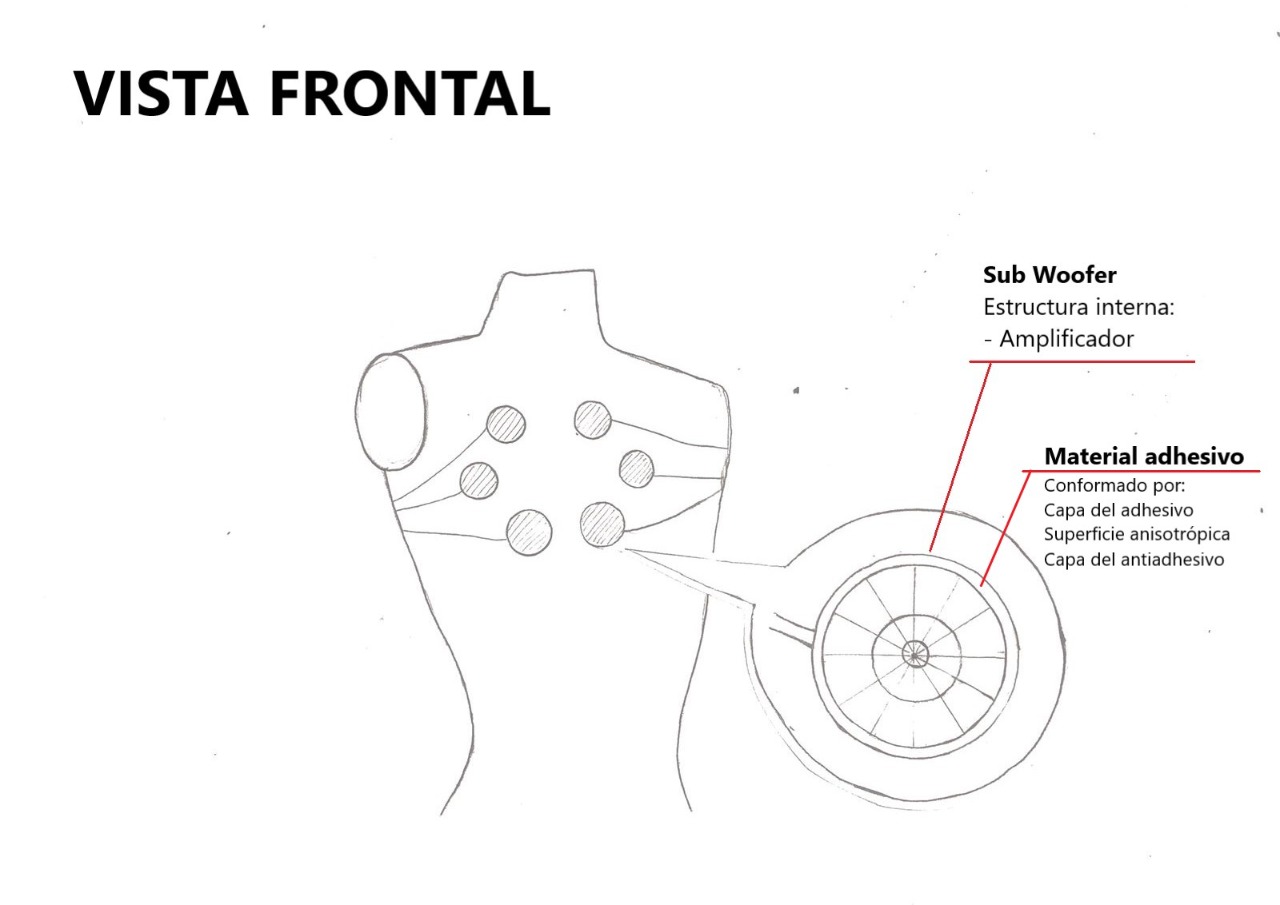 VISTA FRONTAL
Sub Woofer
Estructura interna:
- Amplificador
Material adhesivo
Conformado por:
Capa del adhesivo
Superficie anisotrópica
Capa del antiadhesivo